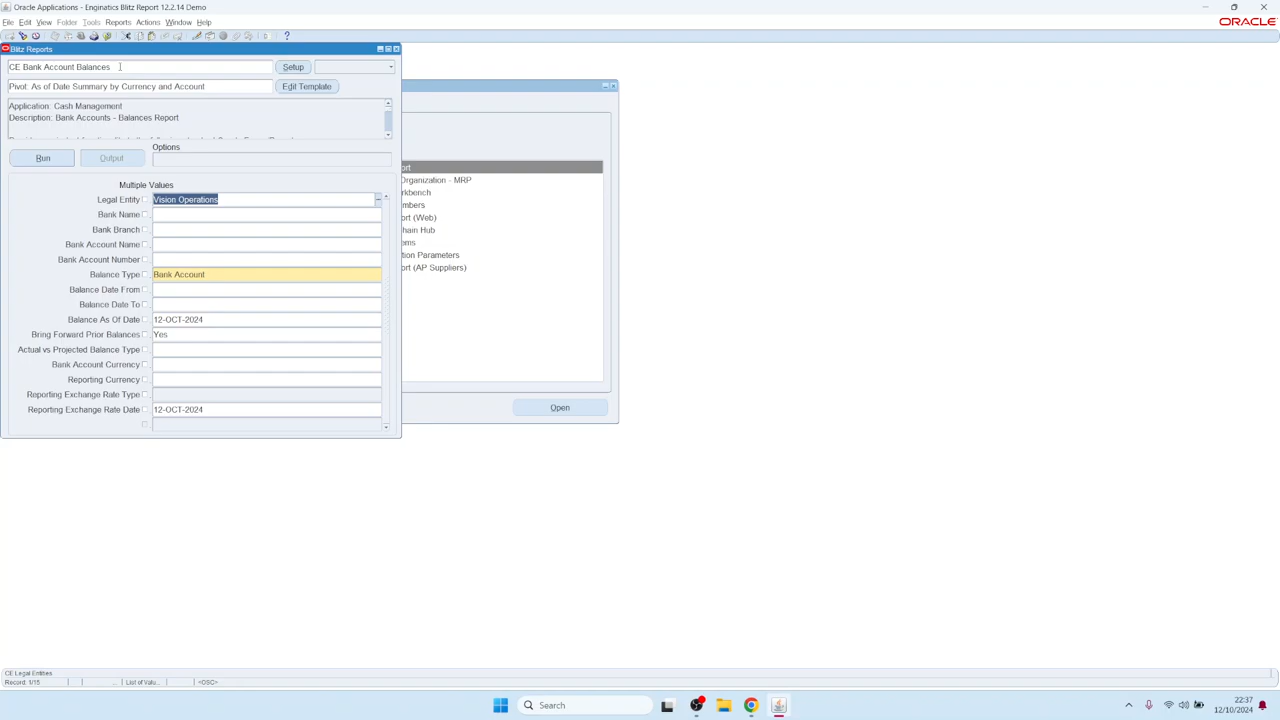 Oracle Applications - Enginatics Blitz Report 12.2.14 Demo
File Edit View Folder Tools Reports Actions Window Help
ORACLE
Blitz Reports
CE Bank Account Balances
Setup
Pivot: As of Date Summary by Currency and Account
Edit Template
Application: Cash Management
Description: Bank Accounts - Balances Report
Run
Output
Options
Multiple Values
Legal Entity Vision Operations
Bank Name
Bank Branch
Bank Account Name
Bank Account Number
Balance Type Bank Account
Balance Date From
Balance Date To
Balance As Of Date 12-OCT-2024
Bring Forward Prior Balances Yes
Actual vs Projected Balance Type
Bank Account Currency
Reporting Currency
Reporting Exchange Rate Type
Reporting Exchange Rate Date 12-OCT-2024
ort
Organization - MRP
rkbench
mbers
ort (Web)
hain Hub
ems
tion Parameters
ort (AP Suppliers)
Open
CE Legal Entities
Record: 1/15
...
List of Valu...
<OSC>
Search
22:37
12/10/2024